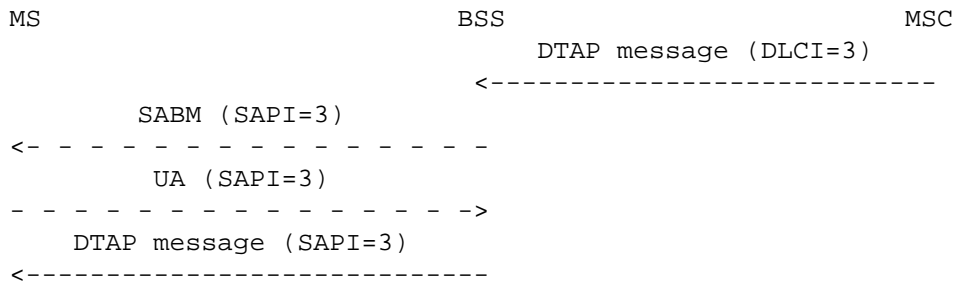 MS BSS MSC
DTAP message (DLCI=3)
<----------------------------
SABM (SAPI=3)
<- - - - - - - - - - - - - - -
UA (SAPI=3)
- - - - - - - - - - - - - - ->
DTAP message (SAPI=3)
<-----------------------------